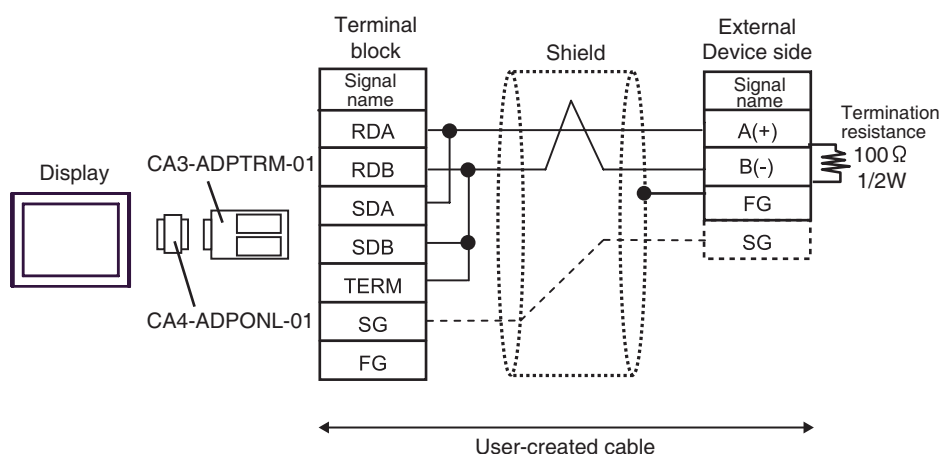 Terminal
block
Signal
name
RDA
RDB
SDA
SDB
TERM
SG
FG
Shield
External
Device side
Signal
name
A(+)
B(-)
FG
SG
Termination
resistance
100 Ω
1/2W
Display
CA3-ADPTRM-01
CA4-ADPONL-01
User-created cable